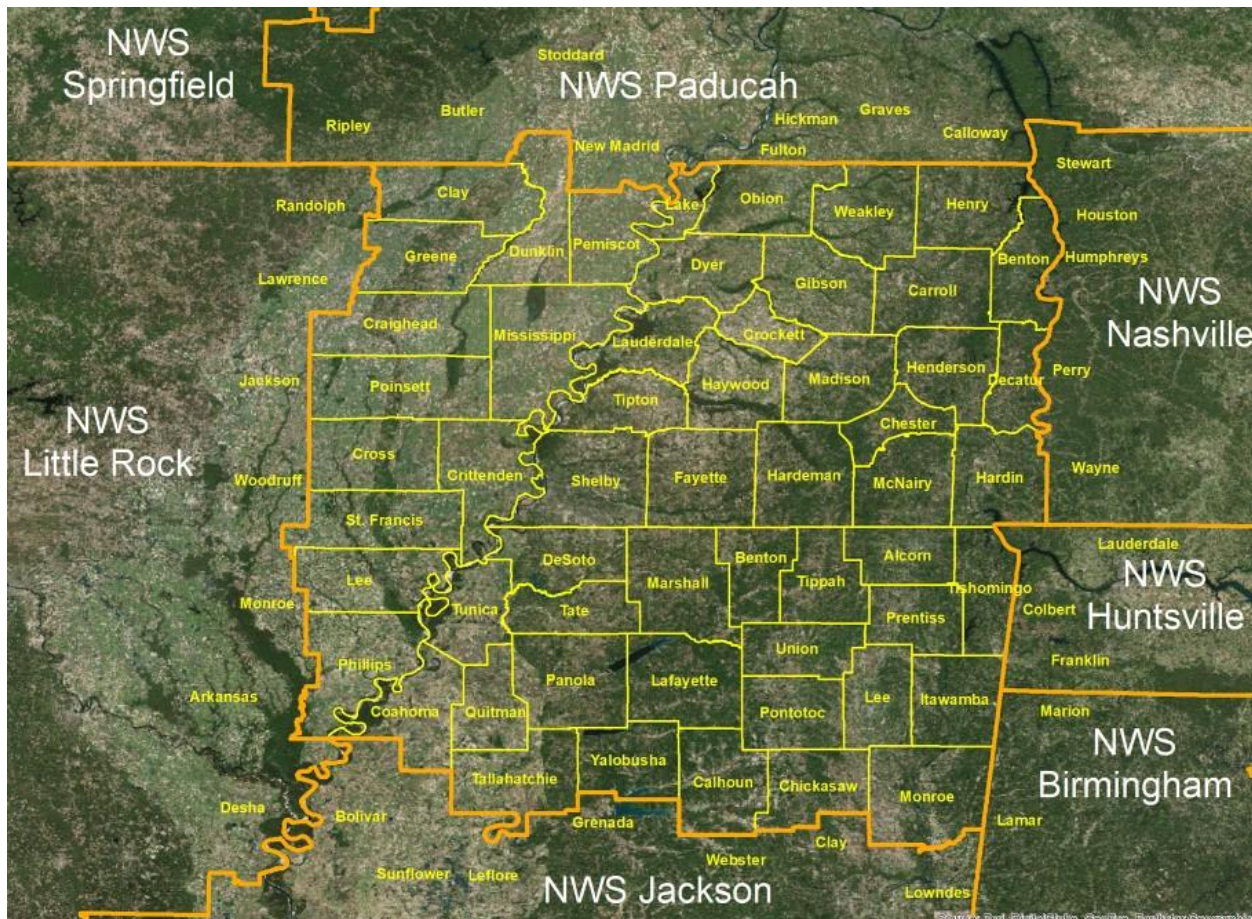 NWS
Springfield
NWS Paducah
Stoddard
Butler
Ripley
New Madrid
Hickman
Graves
Calloway
Fulton
Stewart
Randolph
Clay
Lake
Obion
Weakley
Henry
Houston
Lawrence
Greene
Dunklin
Pemiscot
Dyer
Gibson
Carroll
Benton
Humphreys
NWS
Nashville
Craighead
Mississippi
Lauderdale
Crockett
Jackson
Poinsett
Tipton
Haywood
Madison
Henderson
Decatur
Perry
NWS
Little Rock
Chester
Woodruff
Cross
Crittenden
Shelby
Fayette
Hardeman
McNairy
Hardin
Wayne
St. Francis
Lee
DeSoto
Marshall
Benton
Tippah
Alcorn
Tishomingo
Lauderdale
NWS
Huntsville
Colbert
Monroe
Tunica
Tate
Prentiss
Franklin
Phillips
Union
Arkansas
Coahoma
Quitman
Panola
Lafayette
Pontotoc
Lee
Itawamba
Marion
NWS
Birmingham
Tallahatchie
Yalobusha
Calhoun
Chickasaw
Monroe
Lamar
Desha
Bolivar
Grenada
Clay
Webster
Sunflower
Leflore
NWS Jackson
Lowndes